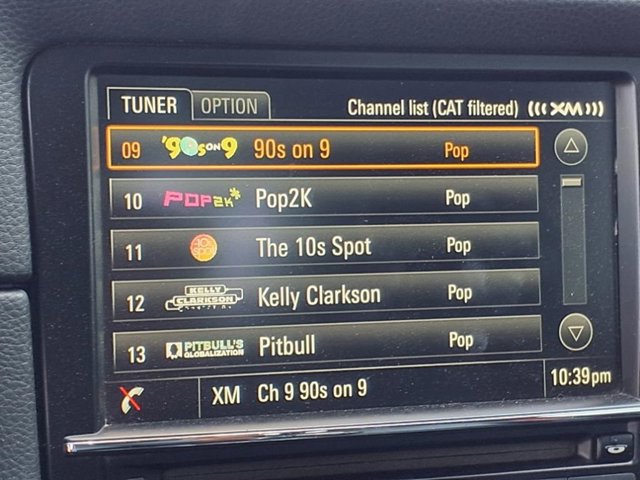 TUNER OPTION Channel list (CAT filtered) XM
09 '90s ON 9 90s on 9 Pop
10 POP2K Pop2K Pop
11 The 10s Spot Pop
12 KELLY CLARKSON Kelly Clarkson Pop
13 PITBULL'S GLOBALIZATION Pitbull Pop
XM Ch 9 90s on 9 10:39pm